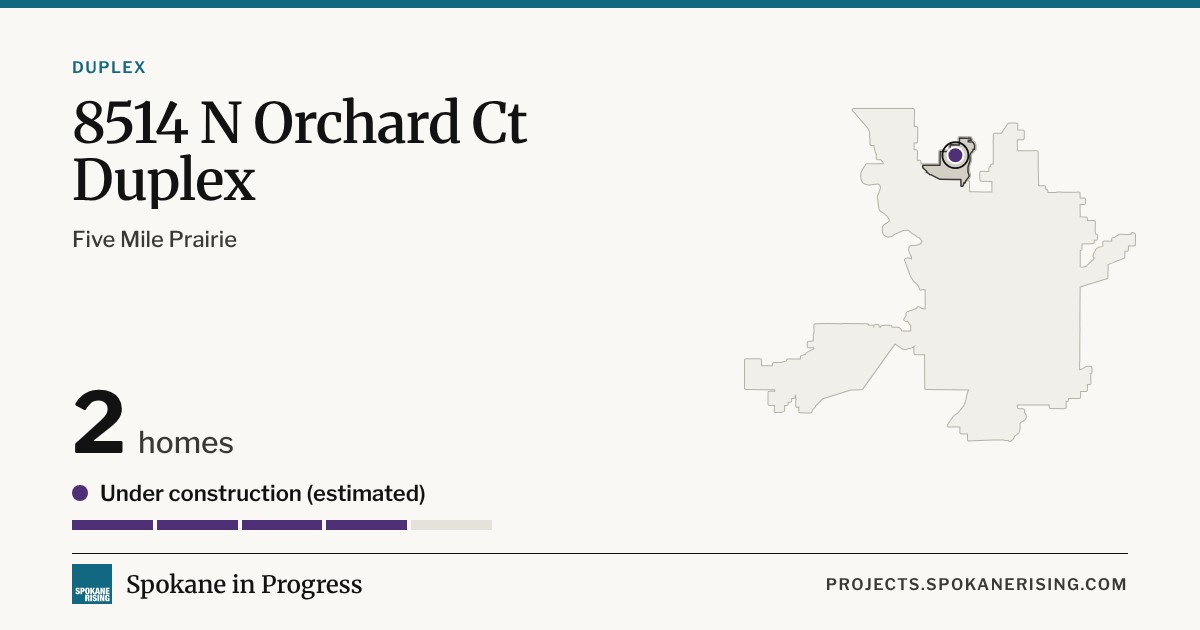 DUPLEX
8514 N Orchard Ct
Duplex
Five Mile Prairie
2 homes
Under construction (estimated)
SPOKANE
RISING
Spokane in Progress
PROJECTS.SPOKANERISING.COM